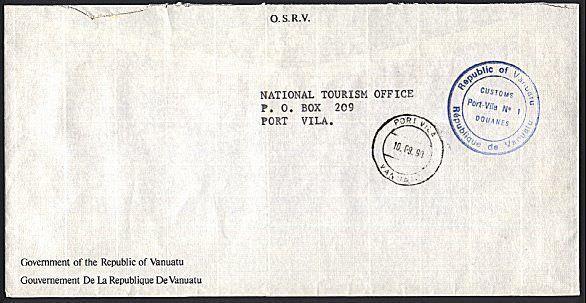 O.S.R.V.
NATIONAL TOURISM OFFICE
P. O. BOX 209
PORT VILA.
Republic of Vanuatu
CUSTOMS
Port-Vila Nº 1
DOUANES
République de Vanuatu
PORT VILA
VANUATU
Government of the Republic of Vanuatu
Gouvernement De La Republique De Vanuatu